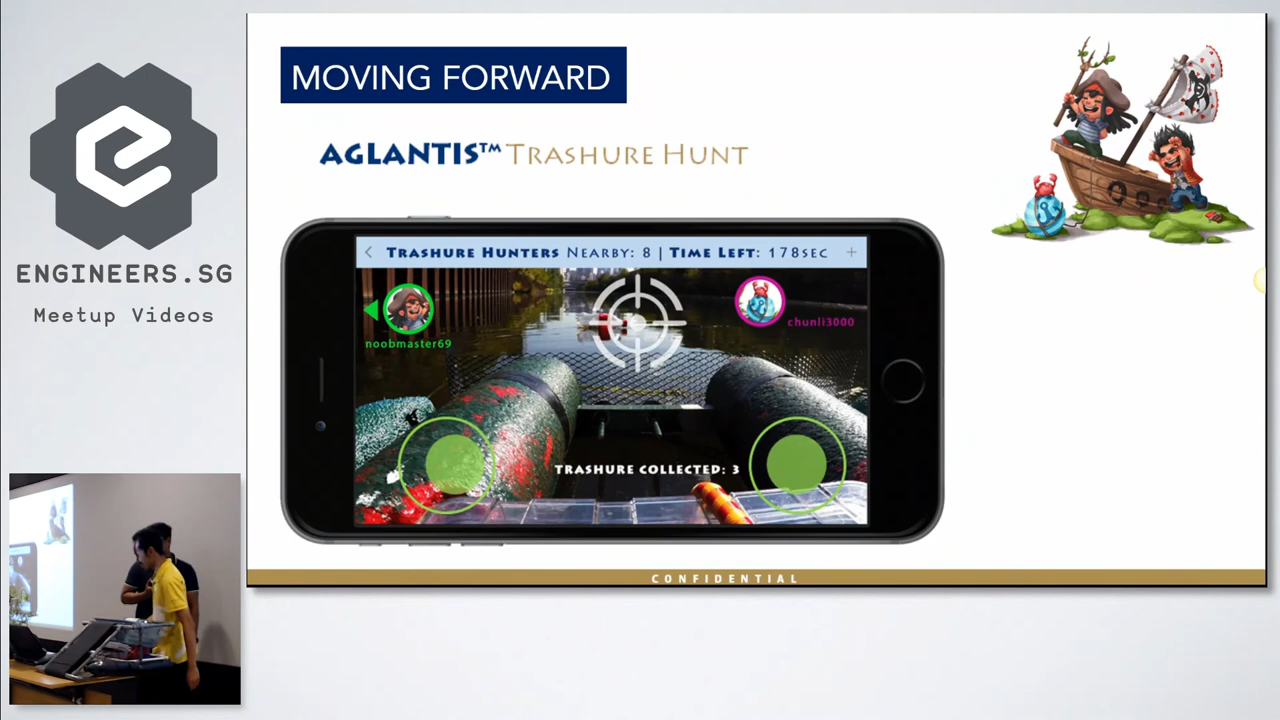 MOVING FORWARD
AGLANTIS™ TRASHURE HUNT
ENGINEERS.SG
Meetup Videos
TRASHURE HUNTERS NEARBY: 8 | TIME LEFT: 178SEC
noobmaster69
chunli3000
TRASHURE COLLECTED: 3
CONFIDENTIAL